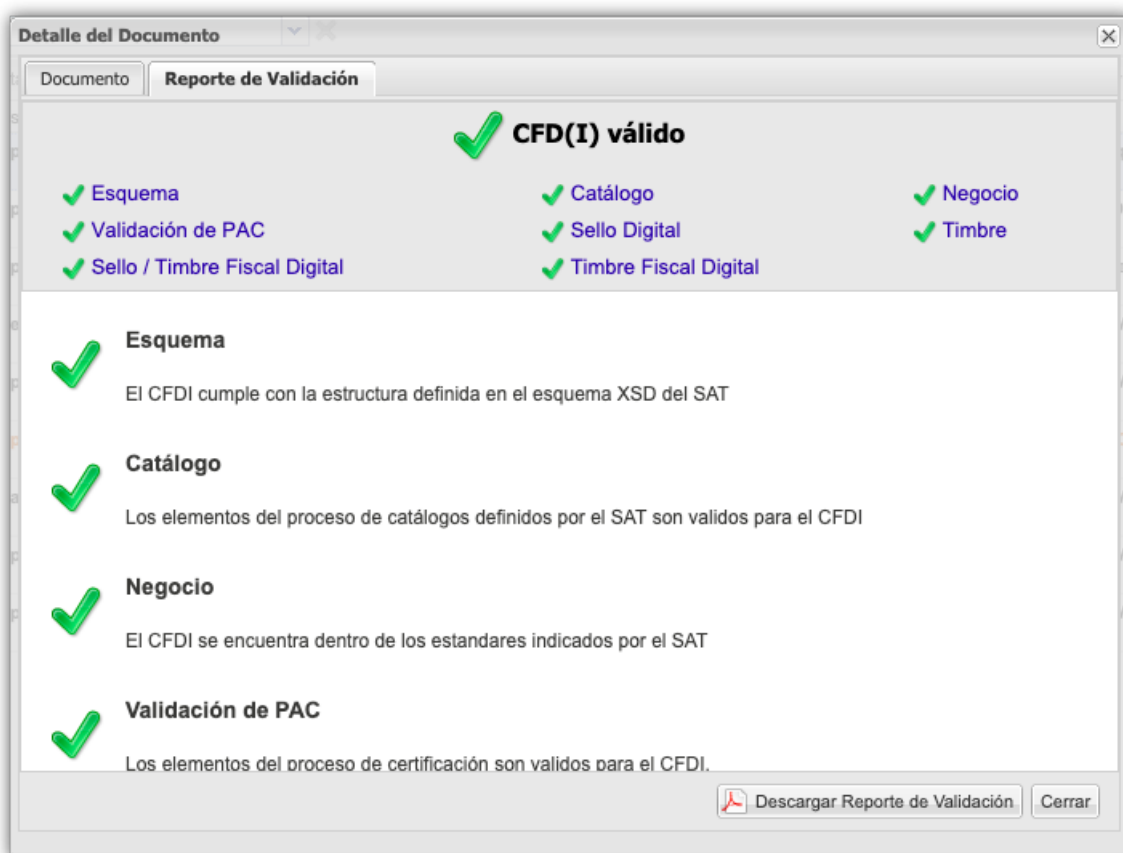 Detalle del Documento
Documento
Reporte de Validación
CFD(I) válido
Esquema
Catálogo
Negocio
Validación de PAC
Sello Digital
Timbre
Sello / Timbre Fiscal Digital
Timbre Fiscal Digital
Esquema
El CFDI cumple con la estructura definida en el esquema XSD del SAT
Catálogo
Los elementos del proceso de catálogos definidos por el SAT son validos para el CFDI
Negocio
El CFDI se encuentra dentro de los estandares indicados por el SAT
Validación de PAC
Los elementos del proceso de certificación son validos para el CFDI.
Descargar Reporte de Validación
Cerrar